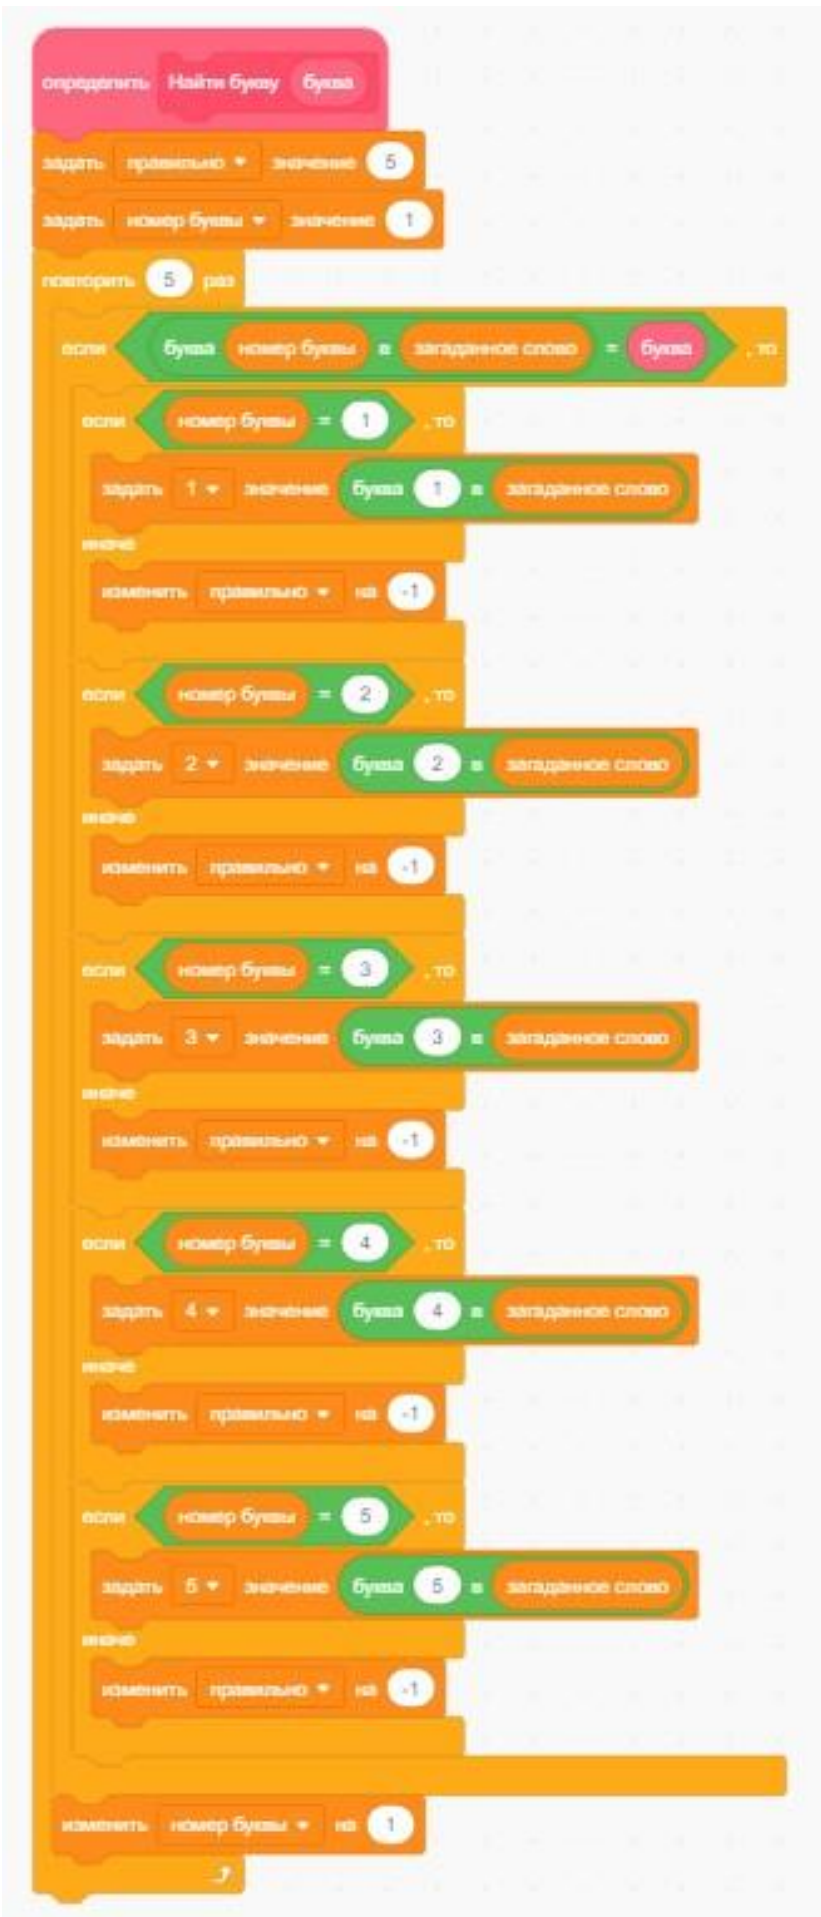 определить Найти букву буква
задать правильно значение 5
задать номер буквы значение 1
повторить 5 раз
если буква номер буквы в загаданное слово = буква , то
если номер буквы = 1 , то
задать 1 значение буква 1 в загаданное слово
иначе
изменить правильно на -1
если номер буквы = 2 , то
задать 2 значение буква 2 в загаданное слово
иначе
изменить правильно на -1
если номер буквы = 3 , то
задать 3 значение буква 3 в загаданное слово
иначе
изменить правильно на -1
если номер буквы = 4 , то
задать 4 значение буква 4 в загаданное слово
иначе
изменить правильно на -1
если номер буквы = 5 , то
задать 5 значение буква 5 в загаданное слово
иначе
изменить правильно на -1
изменить номер буквы на 1